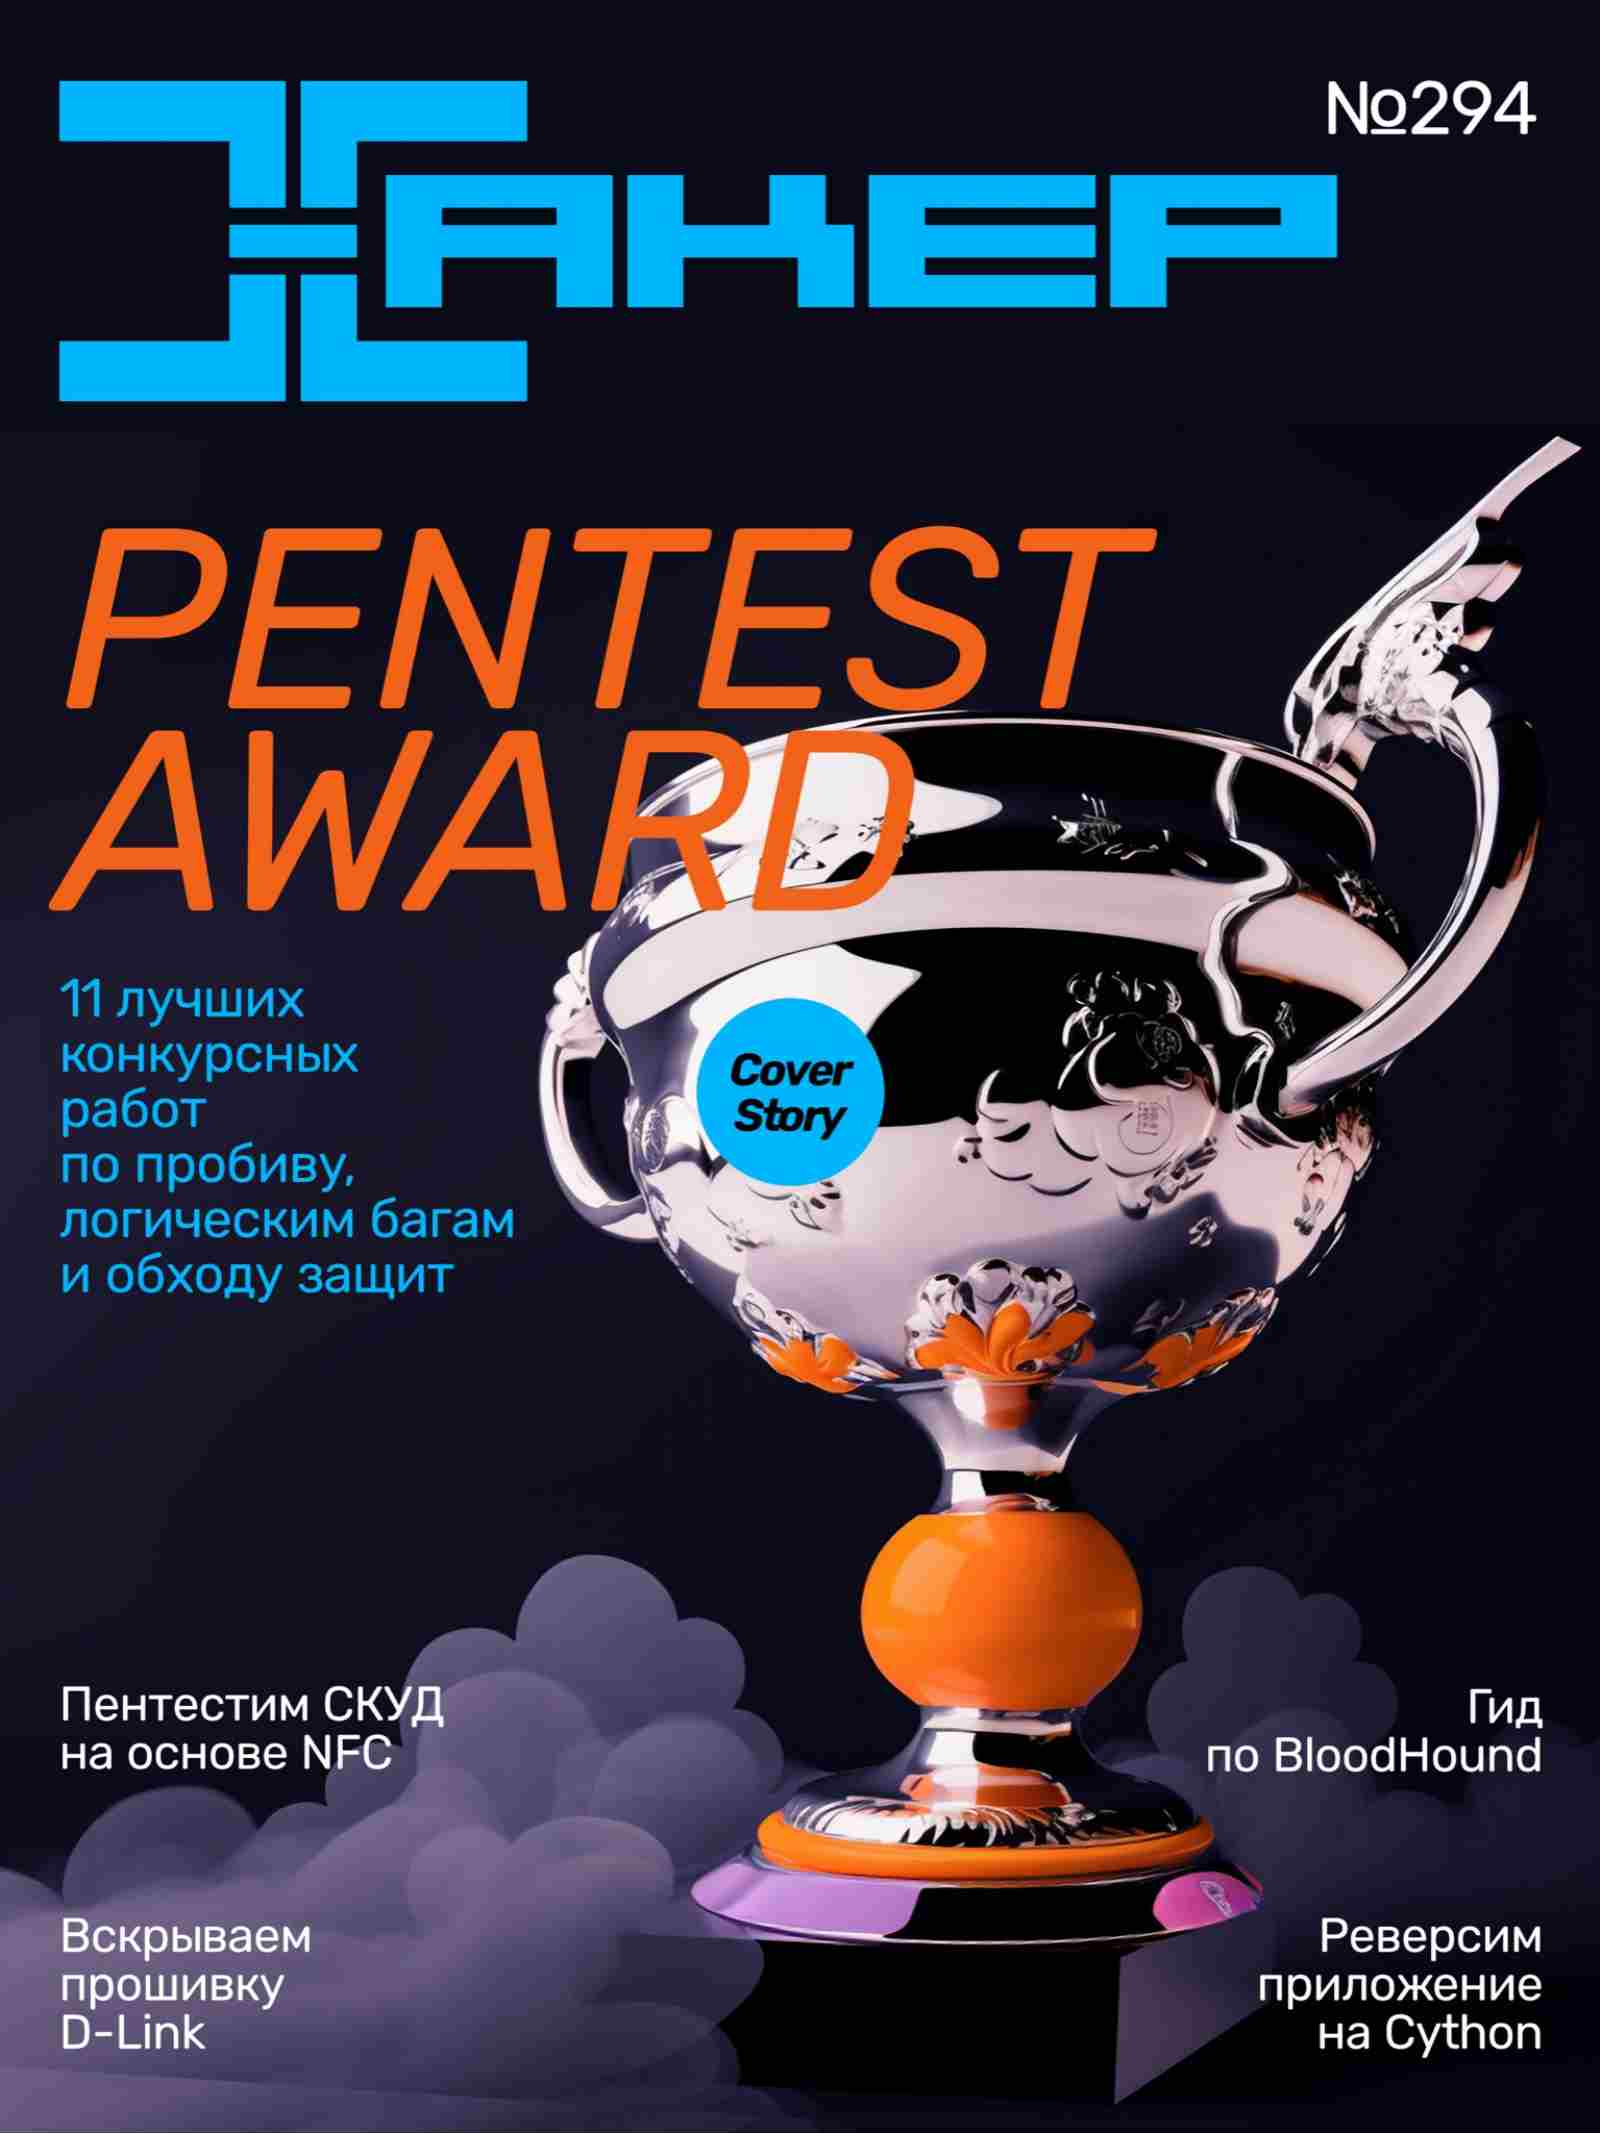 ХАКЕР
№294
PENTEST
AWARD
11 лучших
конкурсных
работ
по пробиву,
логическим багам
и обходу защит
Cover
Story
Пентестим СКУД
на основе NFC
Гид
по BloodHound
Вскрываем
прошивку
D-Link
Реверсим
приложение
на Cython